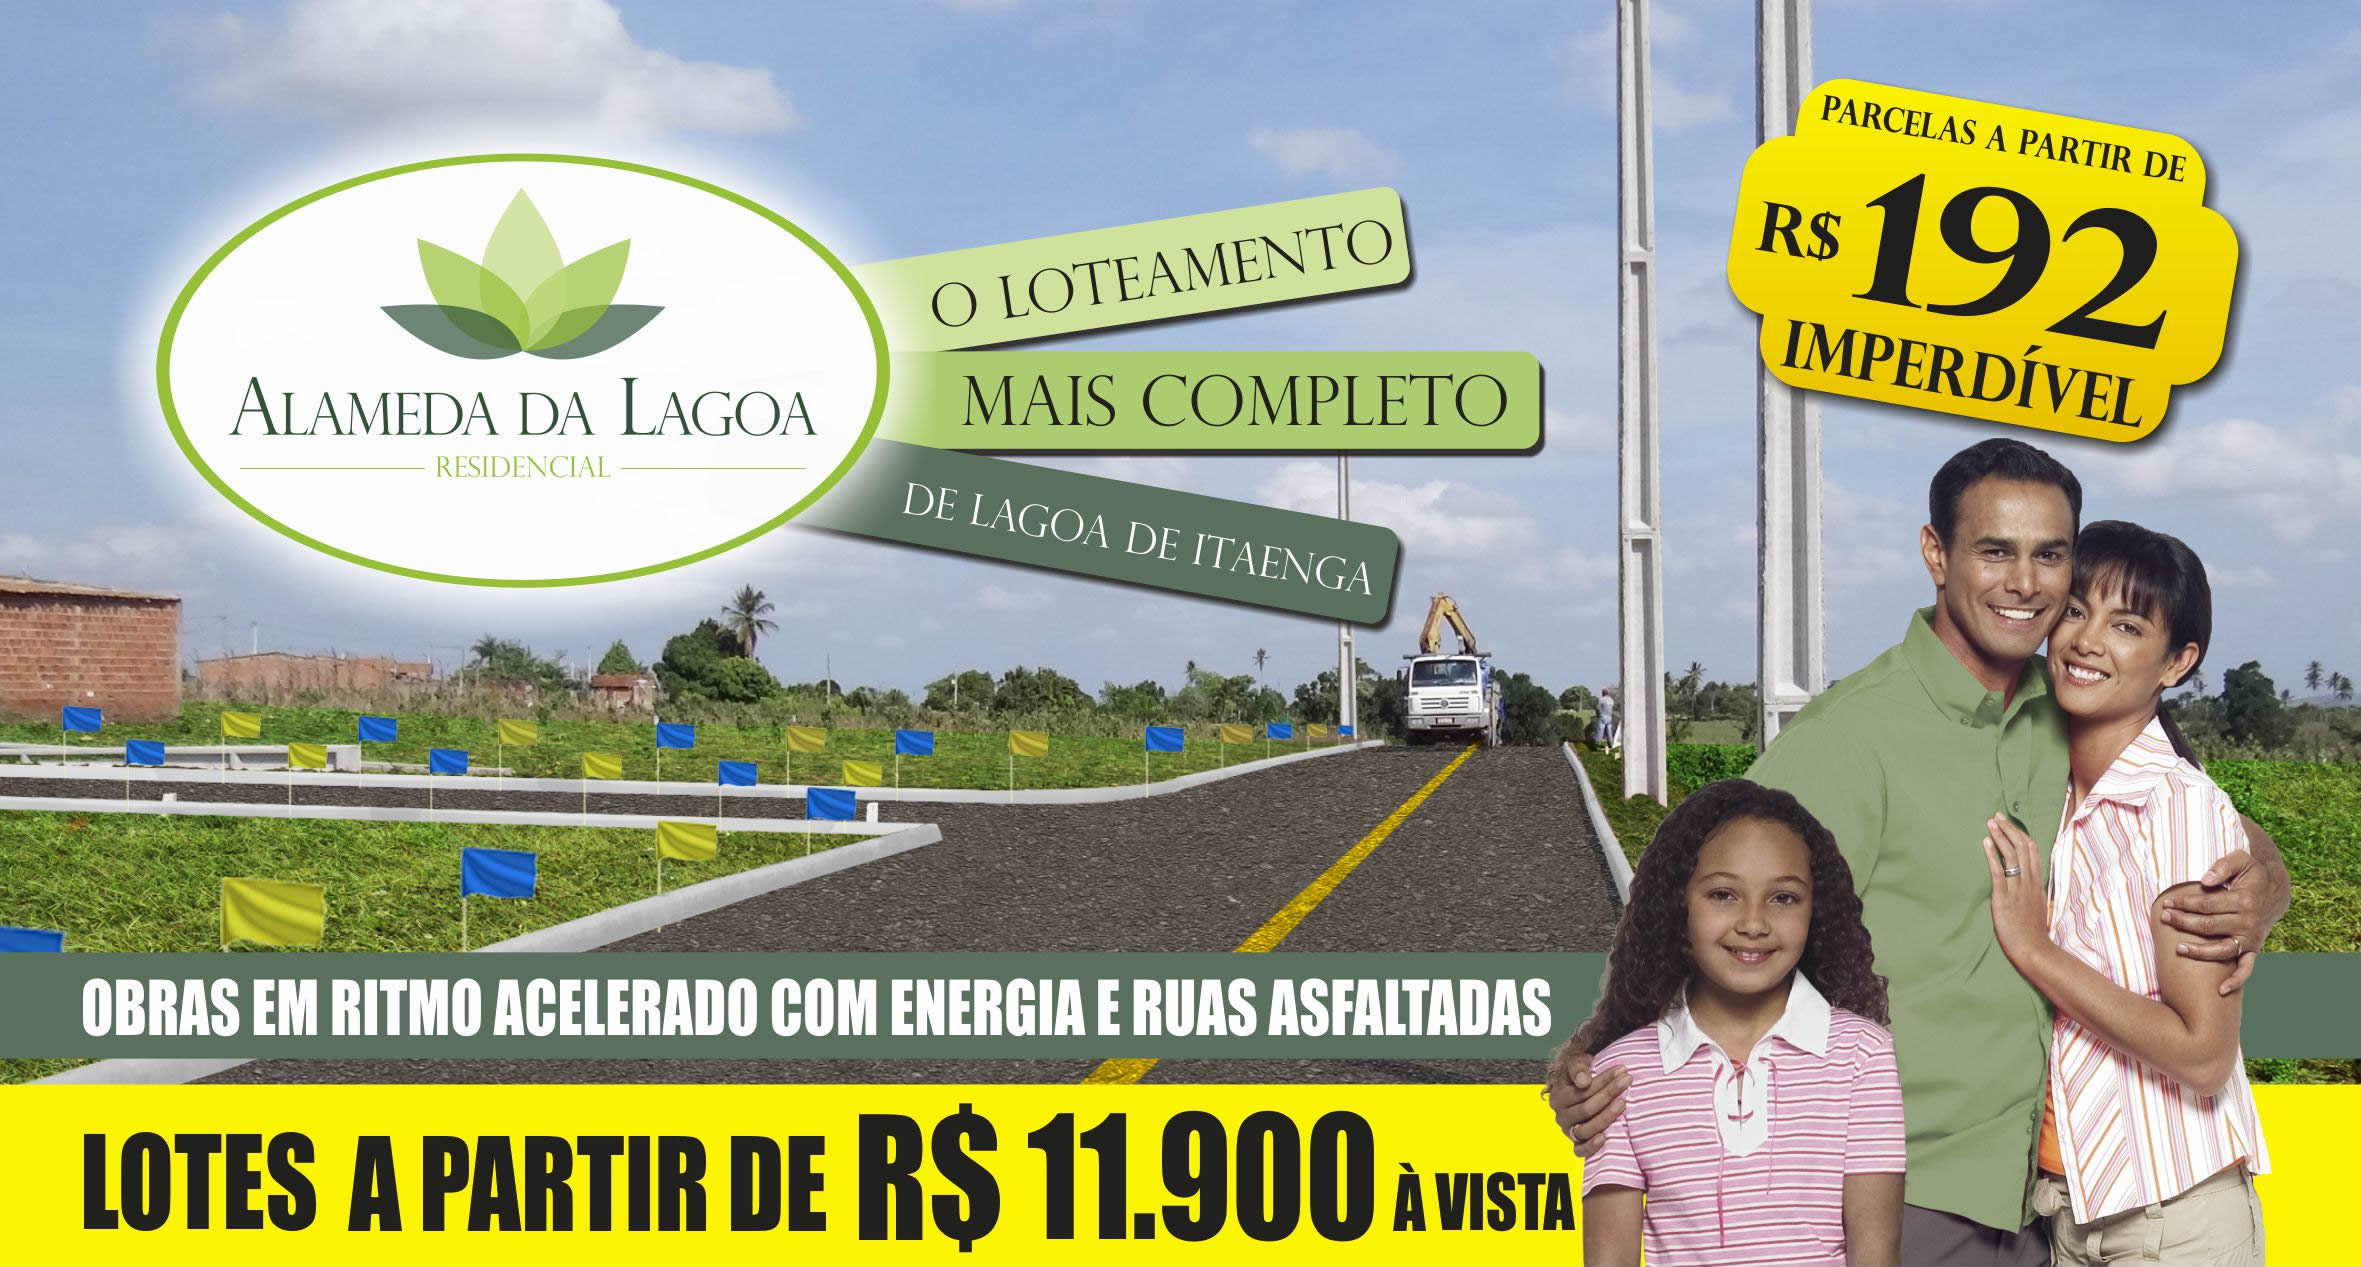 ALAMEDA DA LAGOA
RESIDENCIAL
O LOTEAMENTO
MAIS COMPLETO
DE LAGOA DE ITAENGA
PARCELAS A PARTIR DE
R$ 192
IMPERDÍVEL
OBRAS EM RITMO ACELERADO COM ENERGIA E RUAS ASFALTADAS
LOTES A PARTIR DE R$ 11.900 À VISTA